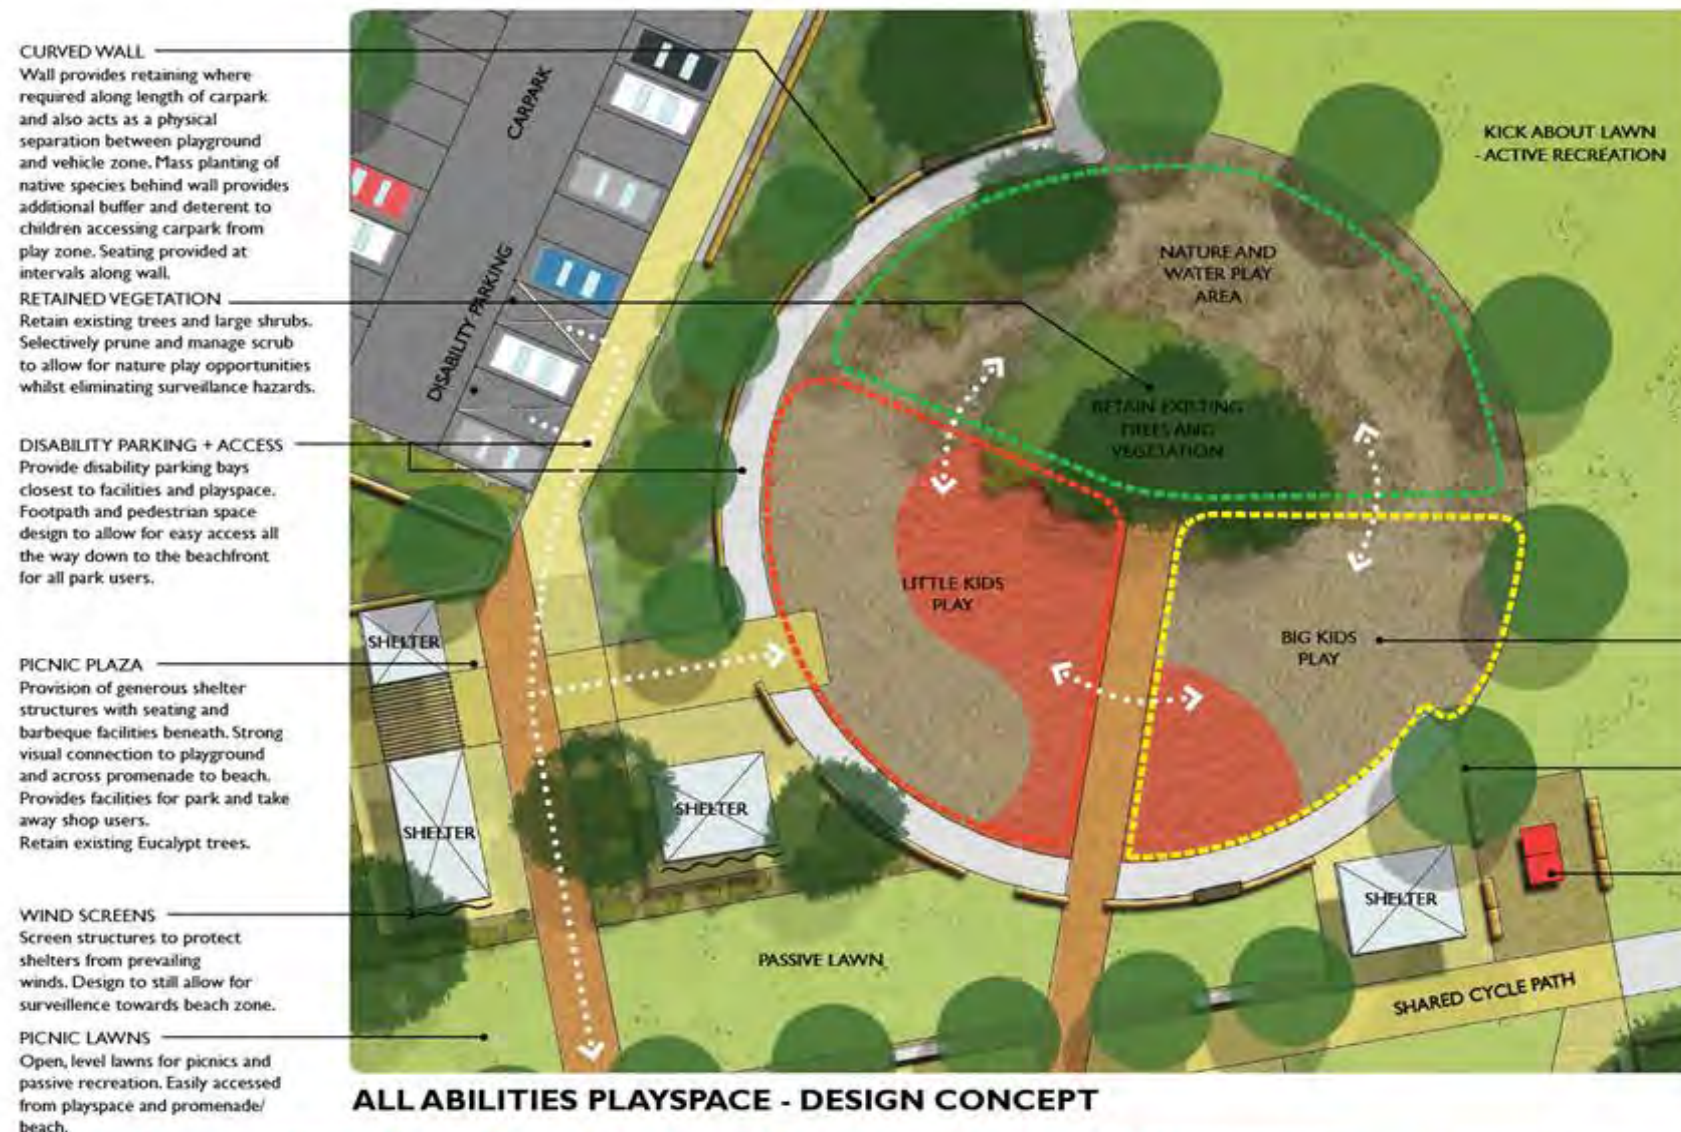 CURVED WALL
Wall provides retaining where
required along length of carpark
and also acts as a physical
separation between playground
and vehicle zone. Mass planting of
native species behind wall provides
additional buffer and deterent to
children accessing carpark from
play zone. Seating provided at
intervals along wall.
RETAINED VEGETATION
Retain existing trees and large shrubs.
Selectively prune and manage scrub
to allow for nature play opportunities
whilst eliminating surveillance hazards.
DISABILITY PARKING + ACCESS
Provide disability parking bays
closest to facilities and playspace.
Footpath and pedestrian space
design to allow for easy access all
the way down to the beachfront
for all park users.
PICNIC PLAZA
Provision of generous shelter
structures with seating and
barbeque facilities beneath. Strong
visual connection to playground
and across promenade to beach.
Provides facilities for park and take
away shop users.
Retain existing Eucalypt trees.
WIND SCREENS
Screen structures to protect
shelters from prevailing
winds. Design to still allow for
surveillence towards beach zone.
PICNIC LAWNS
Open, level lawns for picnics and
passive recreation. Easily accessed
from playspace and promenade/
beach.
CARPARK
DISABILITY PARKING
KICK ABOUT LAWN
- ACTIVE RECREATION
NATURE AND
WATER PLAY
AREA
RETAIN EXISTING
TREES AND
VEGETATION
LITTLE KIDS
PLAY
BIG KIDS
PLAY
SHELTER
SHELTER
SHELTER
SHELTER
PASSIVE LAWN
SHARED CYCLE PATH
ALL ABILITIES PLAYSPACE - DESIGN CONCEPT